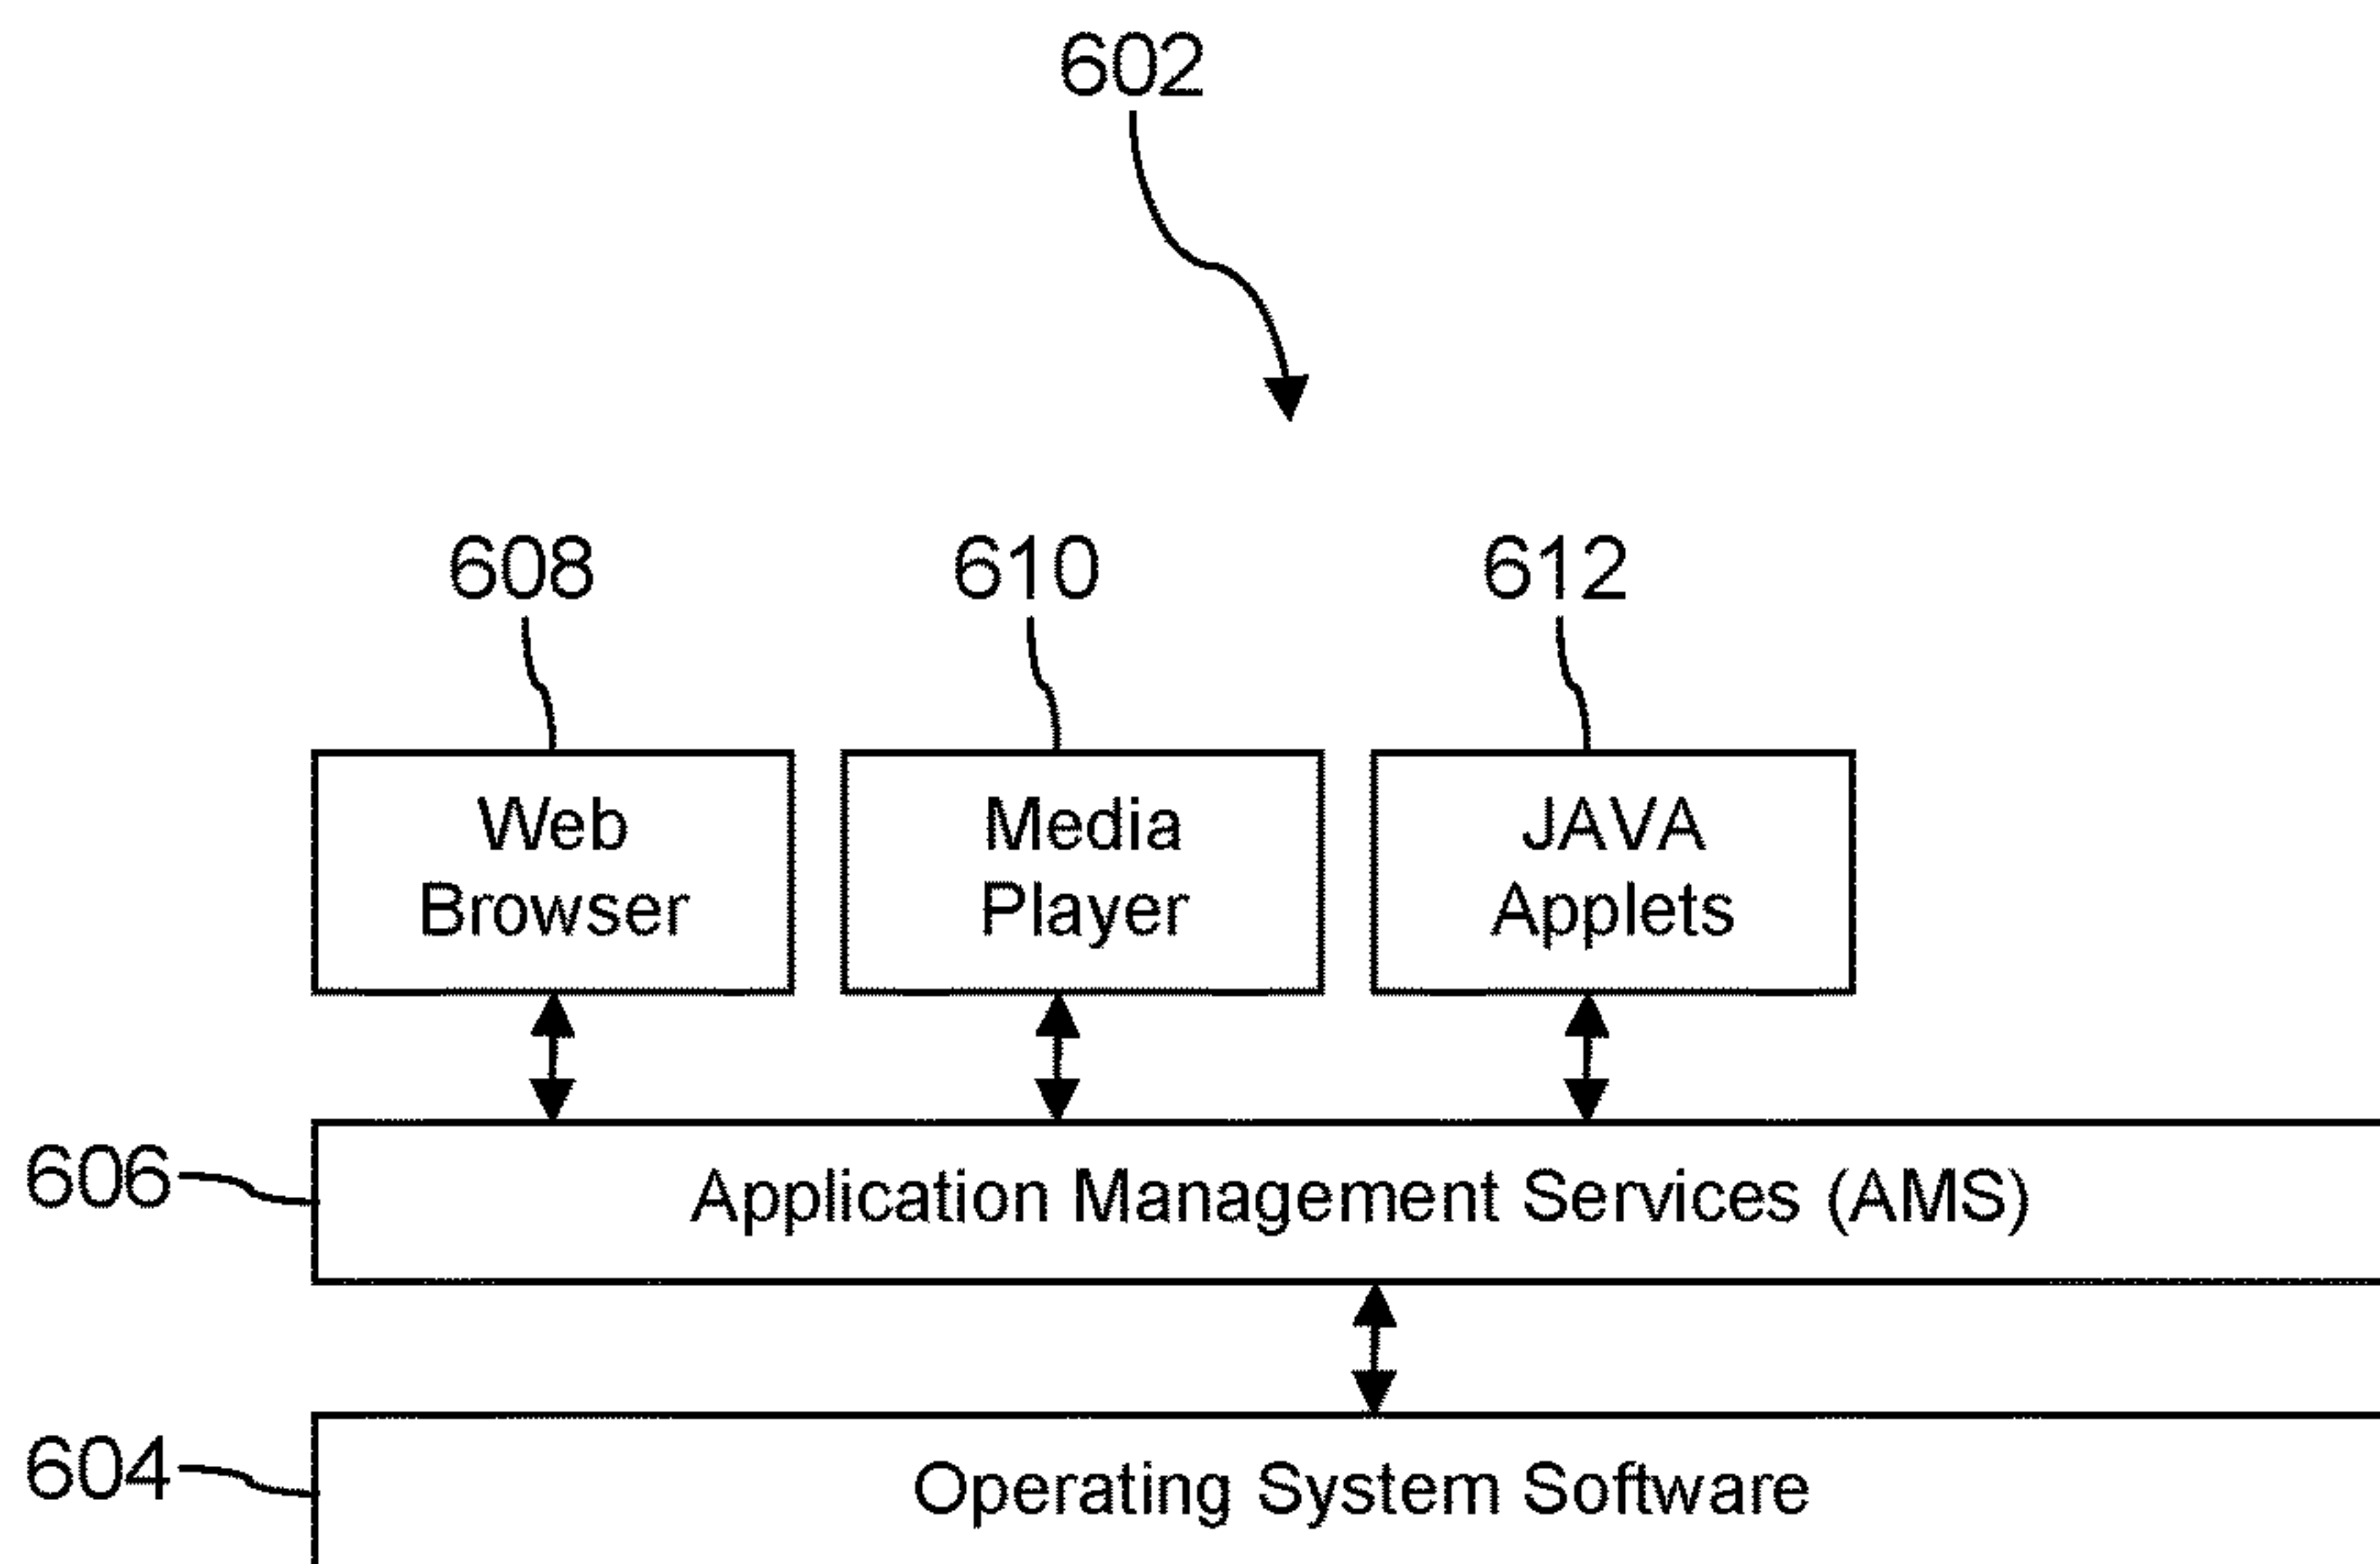 602
608 610 612
Web
Browser
Media
Player
JAVA
Applets
606
Application Management Services (AMS)
604
Operating System Software